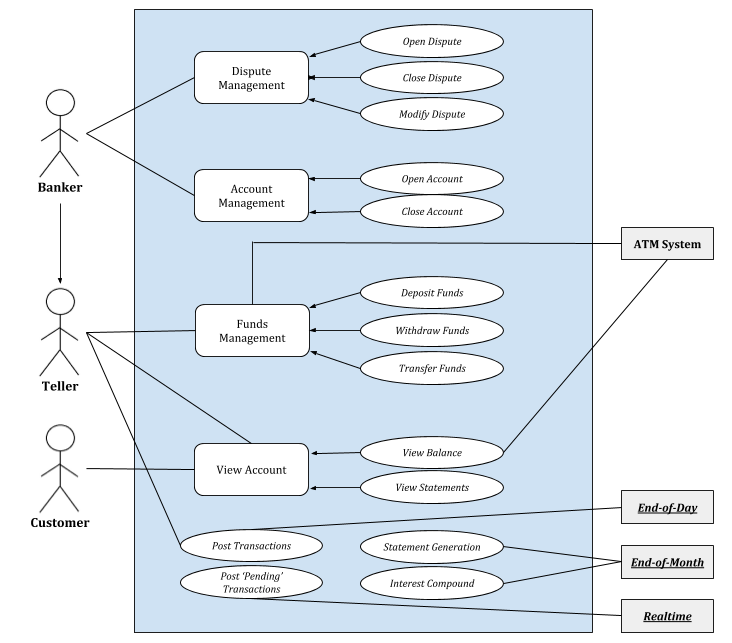 Open Dispute
Dispute
Management
Close Dispute
Modify Dispute
Banker
Account
Management
Open Account
Close Account
ATM System
Teller
Funds
Management
Deposit Funds
Withdraw Funds
Transfer Funds
Customer
View Account
View Balance
View Statements
End-of-Day
Post Transactions
Statement Generation
End-of-Month
Post ‘Pending’
Transactions
Interest Compound
Realtime